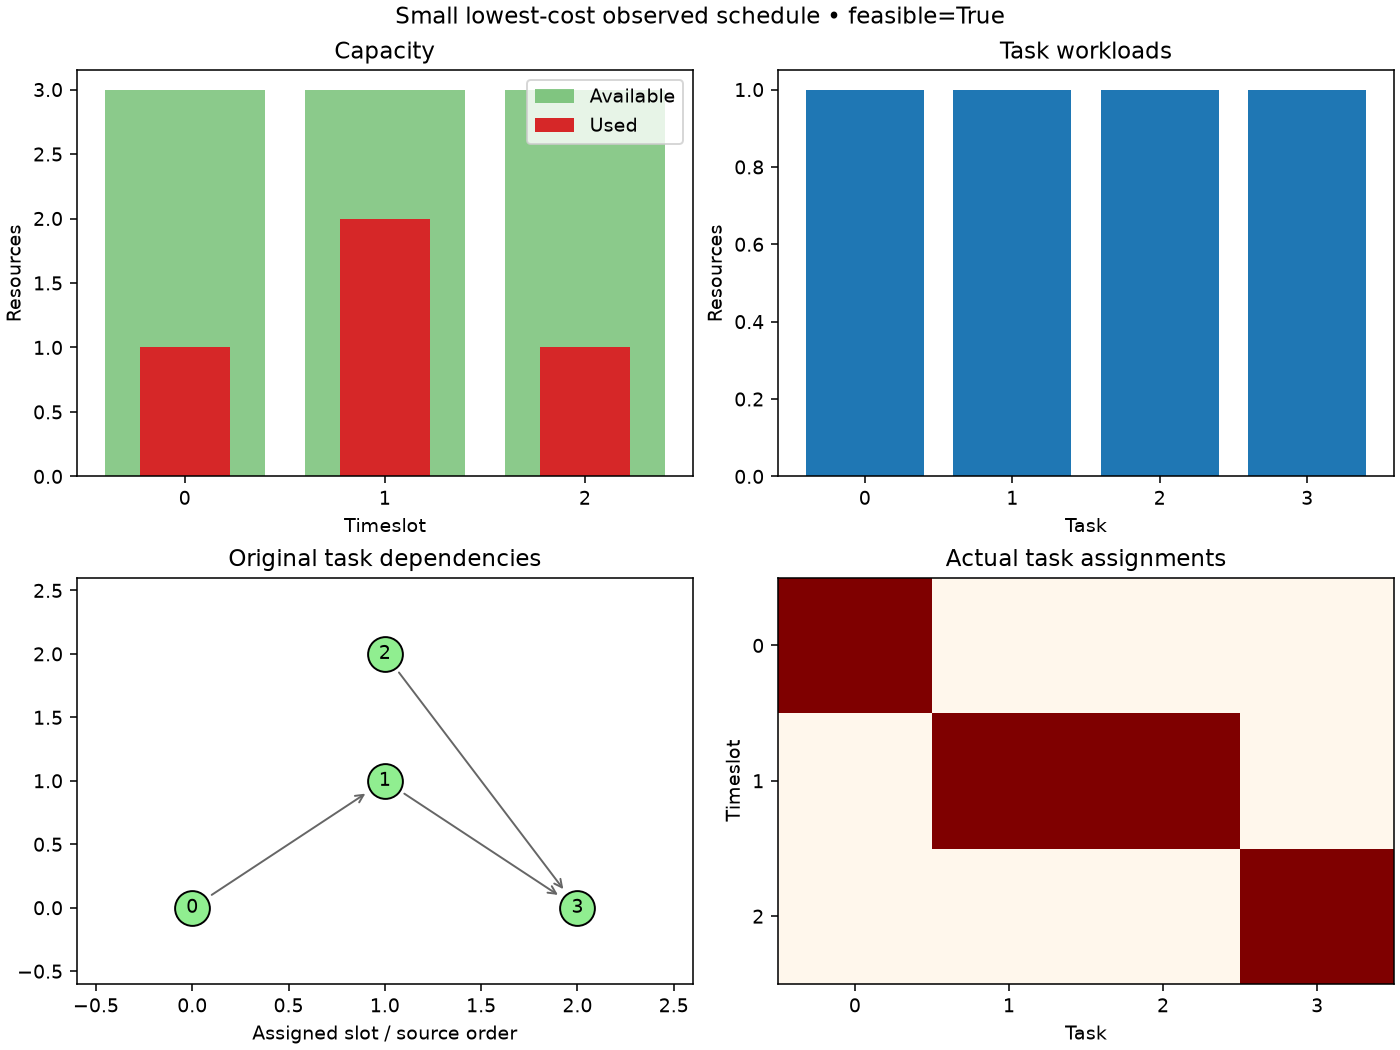 Small lowest-cost observed schedule • feasible=True
Capacity
3.0
2.5
2.0
1.5
1.0
0.5
0.0
Resources
Available
Used
0 1 2
Timeslot
Task workloads
1.0
0.8
0.6
0.4
0.2
0.0
Resources
0 1 2 3
Task
Original task dependencies
2.5
2.0
1.5
1.0
0.5
0.0
−0.5
2
1
0
3
−0.5 0.0 0.5 1.0 1.5 2.0 2.5
Assigned slot / source order
Actual task assignments
0
1
2
Timeslot
0 1 2 3
Task